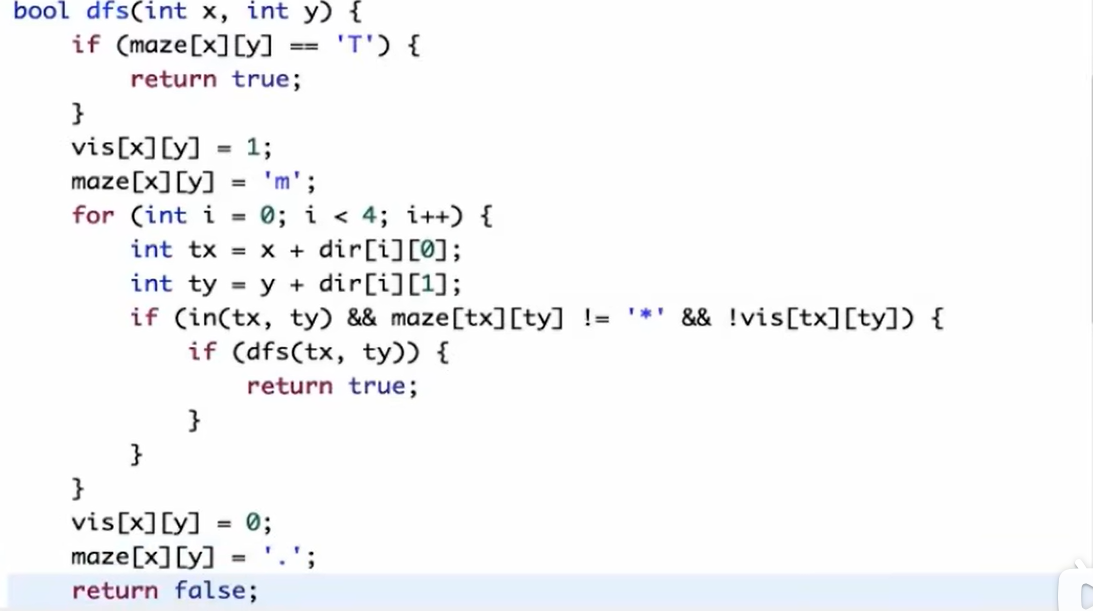 bool dfs(int x, int y) {
    if (maze[x][y] == 'T') {
        return true;
    }
    vis[x][y] = 1;
    maze[x][y] = 'm';
    for (int i = 0; i < 4; i++) {
        int tx = x + dir[i][0];
        int ty = y + dir[i][1];
        if (in(tx, ty) && maze[tx][ty] != '*' && !vis[tx][ty]) {
            if (dfs(tx, ty)) {
                return true;
            }
        }
    }
    vis[x][y] = 0;
    maze[x][y] = '.';
    return false;